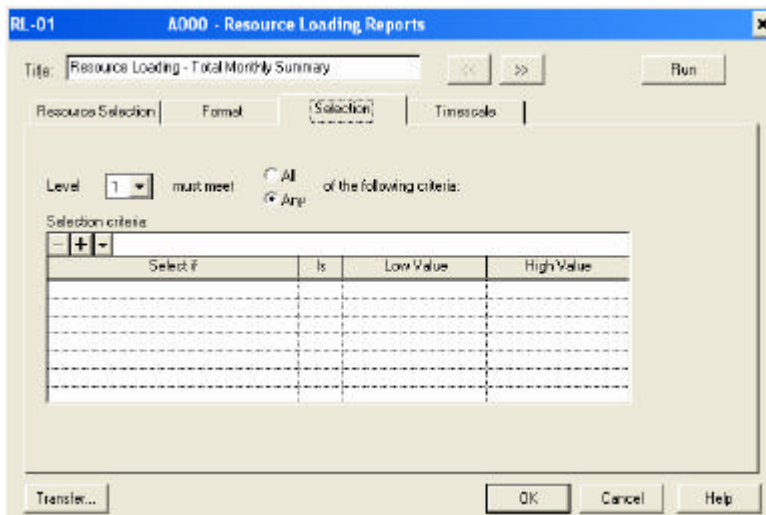 RL-01 A000 - Resource Loading Reports
Title: Resource Loading - Total Monthly Summary << >> Run
Resource Selection Format Selection Timescale
Level 1 must meet All Any of the following criteria:
Selection criteria:
Select if Is Low Value High Value
Transfer... OK Cancel Help